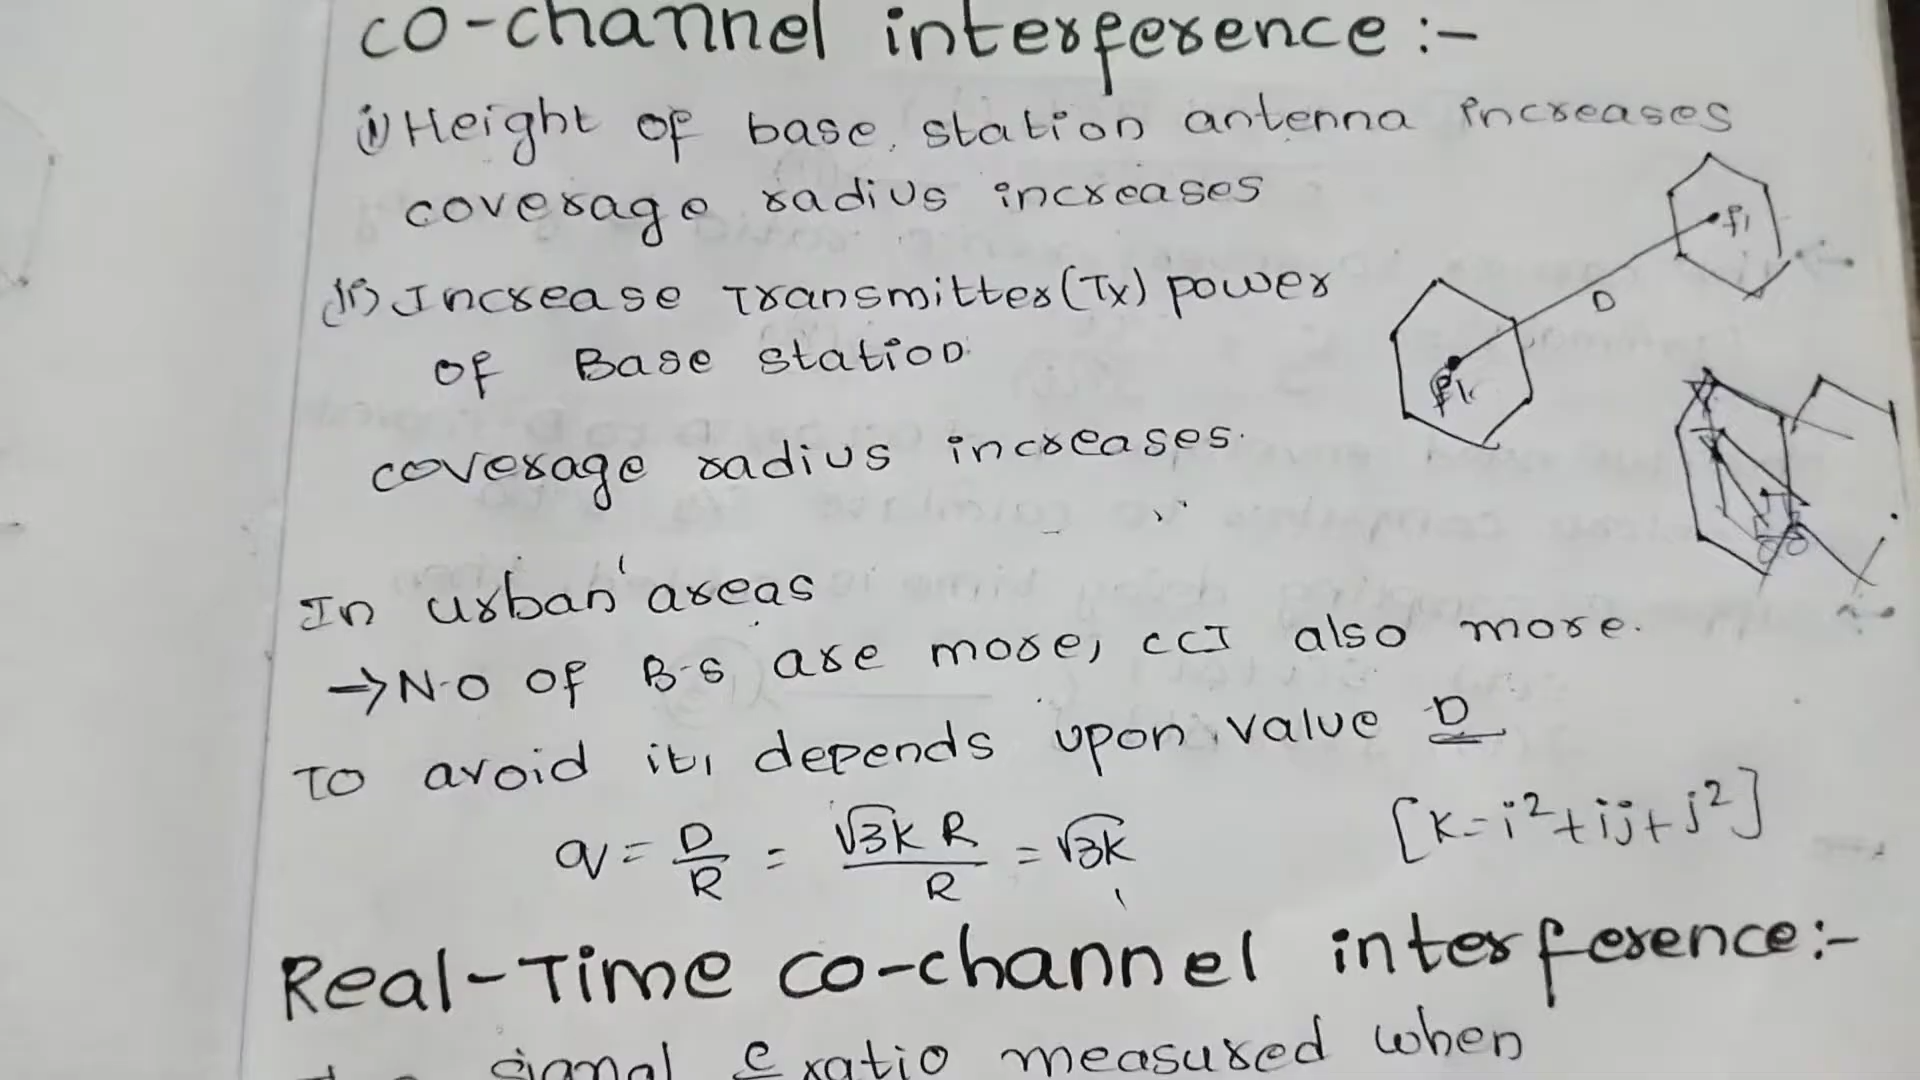 co-channel interference:-
(i) Height of base station antenna increases
coverage radius increases
(ii) Increase Transmitter(Tx) power
of Base station
coverage radius increases.
f1
D
f1
In urban areas
→ N.O of B.S are more, CCI also more.
To avoid it, depends upon value D
q = D/R = √3K R/R = √3K [K=i²+ij+j²]
Real-Time co-channel interference:-
signal & ratio measured when